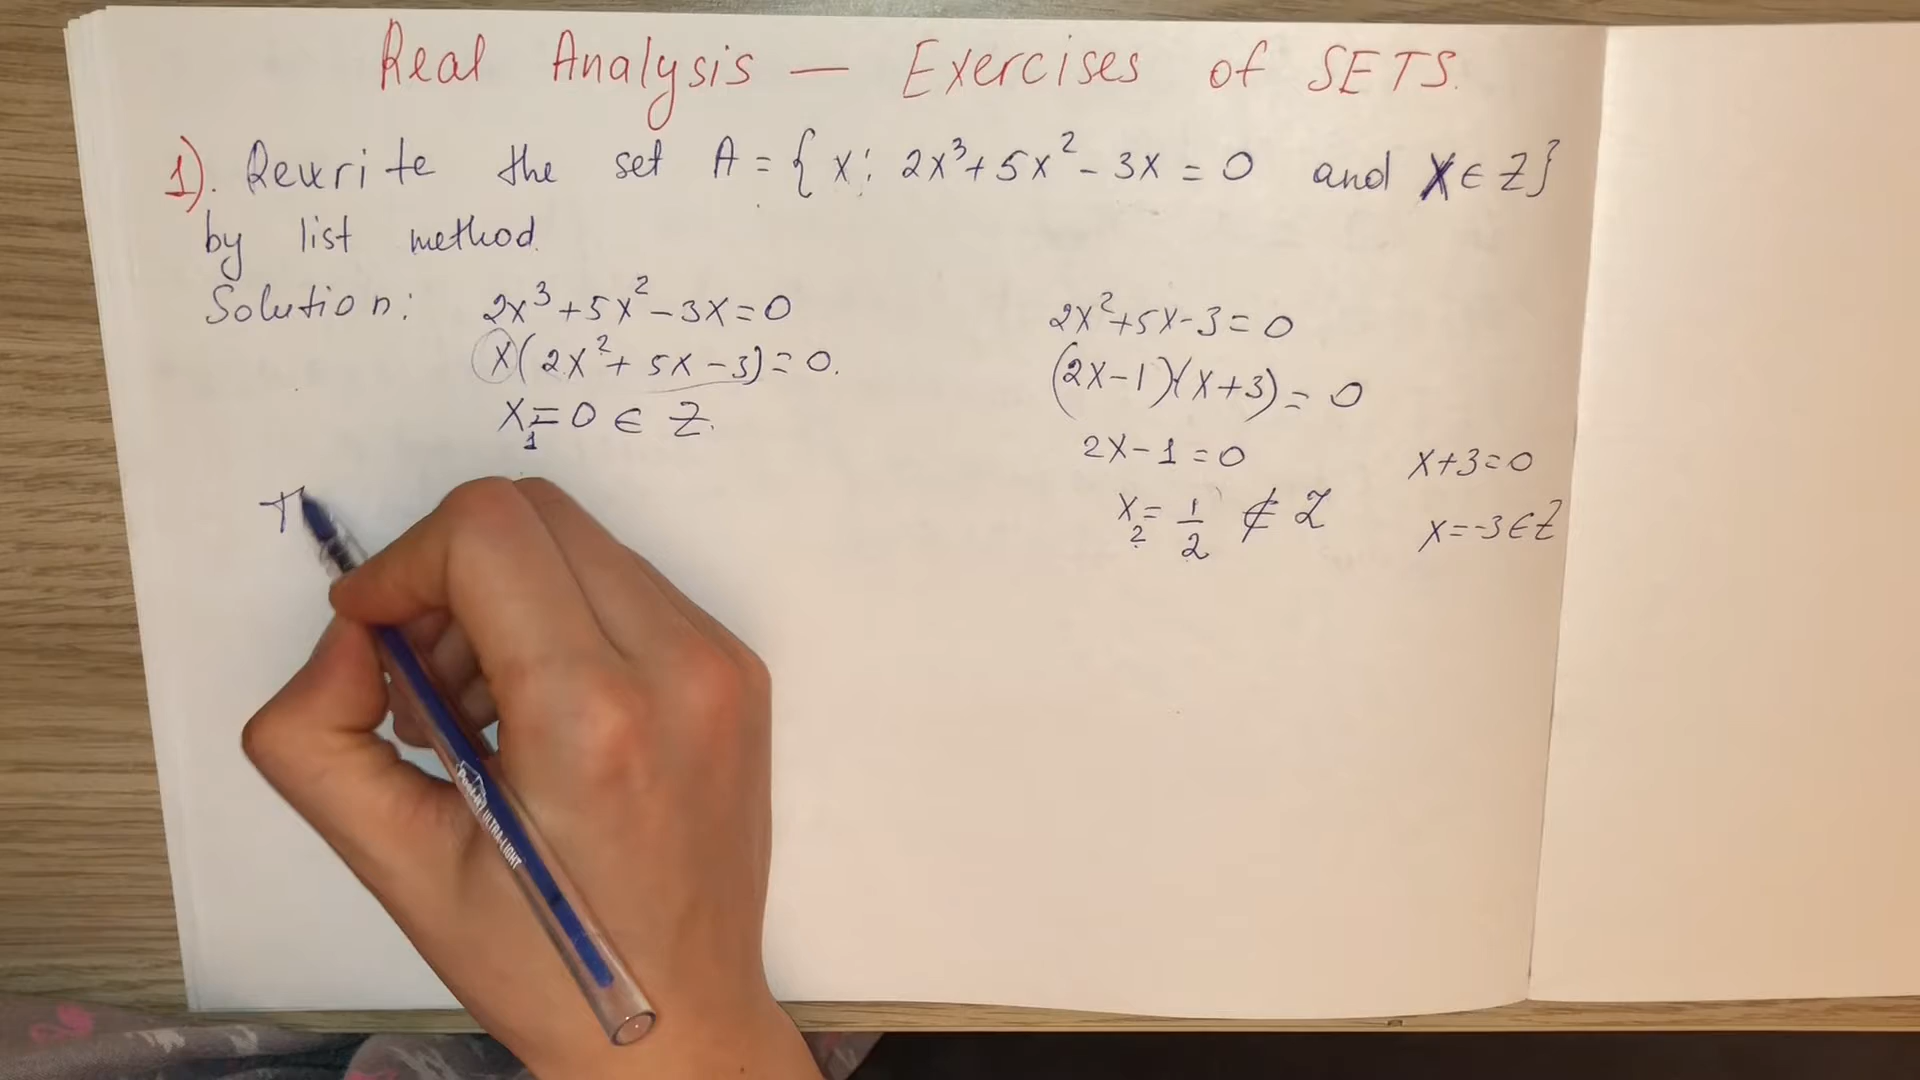 Real Analysis — Exercises of SETS.
1). Rewrite the set A = { x: 2x³ + 5x² - 3x = 0 and X ∈ Z}
by list method.
Solution:
2x³ + 5x² - 3x = 0
x(2x² + 5x - 3) = 0.
x₁ = 0 ∈ Z.
2x² + 5x - 3 = 0
(2x - 1)(x + 3) = 0
2x - 1 = 0
x₂ = 1/2 ∉ Z
x + 3 = 0
x = -3 ∈ Z
ULTRA-LIGHT